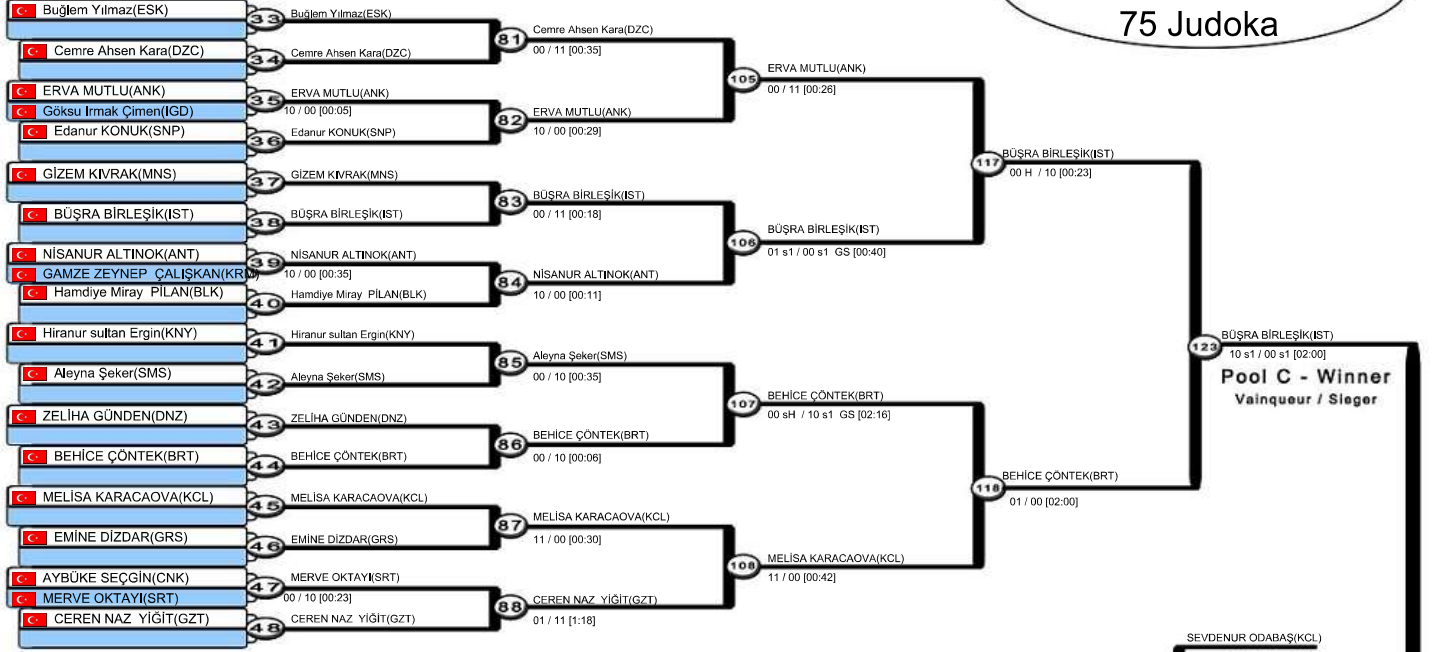 75 Judoka
Buğlem Yılmaz(ESK)
33
Buğlem Yılmaz(ESK)
Cemre Ahsen Kara(DZC)
34
Cemre Ahsen Kara(DZC)
81
Cemre Ahsen Kara(DZC)
00 / 11 [00:35]
ERVA MUTLU(ANK)
Göksu Irmak Çimen(IGD)
35
ERVA MUTLU(ANK)
10 / 00 [00:05]
Edanur KONUK(SNP)
36
Edanur KONUK(SNP)
82
ERVA MUTLU(ANK)
10 / 00 [00:29]
105
ERVA MUTLU(ANK)
00 / 11 [00:26]
GİZEM KIVRAK(MNS)
37
GİZEM KIVRAK(MNS)
BÜŞRA BİRLEŞİK(IST)
38
BÜŞRA BİRLEŞİK(IST)
83
BÜŞRA BİRLEŞİK(IST)
00 / 11 [00:18]
NİSANUR ALTINOK(ANT)
GAMZE ZEYNEP ÇALIŞKAN(KRM)
39
NİSANUR ALTINOK(ANT)
10 / 00 [00:35]
Hamdiye Miray PİLAN(BLK)
40
Hamdiye Miray PİLAN(BLK)
84
NİSANUR ALTINOK(ANT)
10 / 00 [00:11]
106
BÜŞRA BİRLEŞİK(IST)
01 s1 / 00 s1 GS [00:40]
117
BÜŞRA BİRLEŞİK(IST)
00 H / 10 [00:23]
Hiranur sultan Ergin(KNY)
41
Hiranur sultan Ergin(KNY)
Aleyna Şeker(SMS)
42
Aleyna Şeker(SMS)
85
Aleyna Şeker(SMS)
00 / 10 [00:35]
ZELİHA GÜNDEN(DNZ)
43
ZELİHA GÜNDEN(DNZ)
BEHİCE ÇÖNTEK(BRT)
44
BEHİCE ÇÖNTEK(BRT)
86
BEHİCE ÇÖNTEK(BRT)
00 / 10 [00:06]
107
BEHİCE ÇÖNTEK(BRT)
00 sH / 10 s1 GS [02:16]
MELİSA KARACAOVA(KCL)
45
MELİSA KARACAOVA(KCL)
EMİNE DİZDAR(GRS)
46
EMİNE DİZDAR(GRS)
87
MELİSA KARACAOVA(KCL)
11 / 00 [00:30]
AYBÜKE SEÇGİN(CNK)
MERVE OKTAYI(SRT)
47
MERVE OKTAYI(SRT)
00 / 10 [00:23]
CEREN NAZ YİĞİT(GZT)
48
CEREN NAZ YİĞİT(GZT)
88
CEREN NAZ YİĞİT(GZT)
01 / 11 [1:18]
108
MELİSA KARACAOVA(KCL)
11 / 00 [00:42]
118
BEHİCE ÇÖNTEK(BRT)
01 / 00 [02:00]
123
BÜŞRA BİRLEŞİK(IST)
10 s1 / 00 s1 [02:00]
Pool C - Winner
Vainqueur / Sieger
SEVDENUR ODABAŞ(KCL)